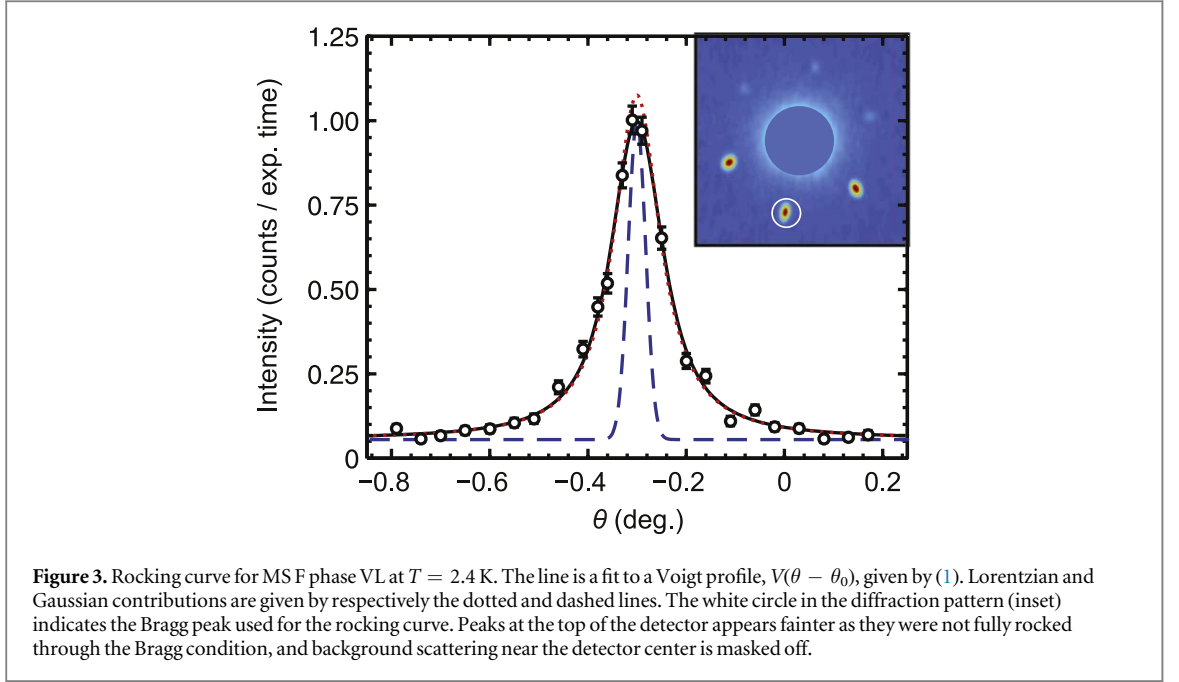 1.25
1.00
0.75
0.50
0.25
0
Intensity (counts / exp. time)
−0.8 −0.6 −0.4 −0.2 0 0.2
θ (deg.)
Figure 3. Rocking curve for MS F phase VL at T = 2.4 K. The line is a fit to a Voigt profile, V(θ − θ₀), given by (1). Lorentzian and
Gaussian contributions are given by respectively the dotted and dashed lines. The white circle in the diffraction pattern (inset)
indicates the Bragg peak used for the rocking curve. Peaks at the top of the detector appears fainter as they were not fully rocked
through the Bragg condition, and background scattering near the detector center is masked off.